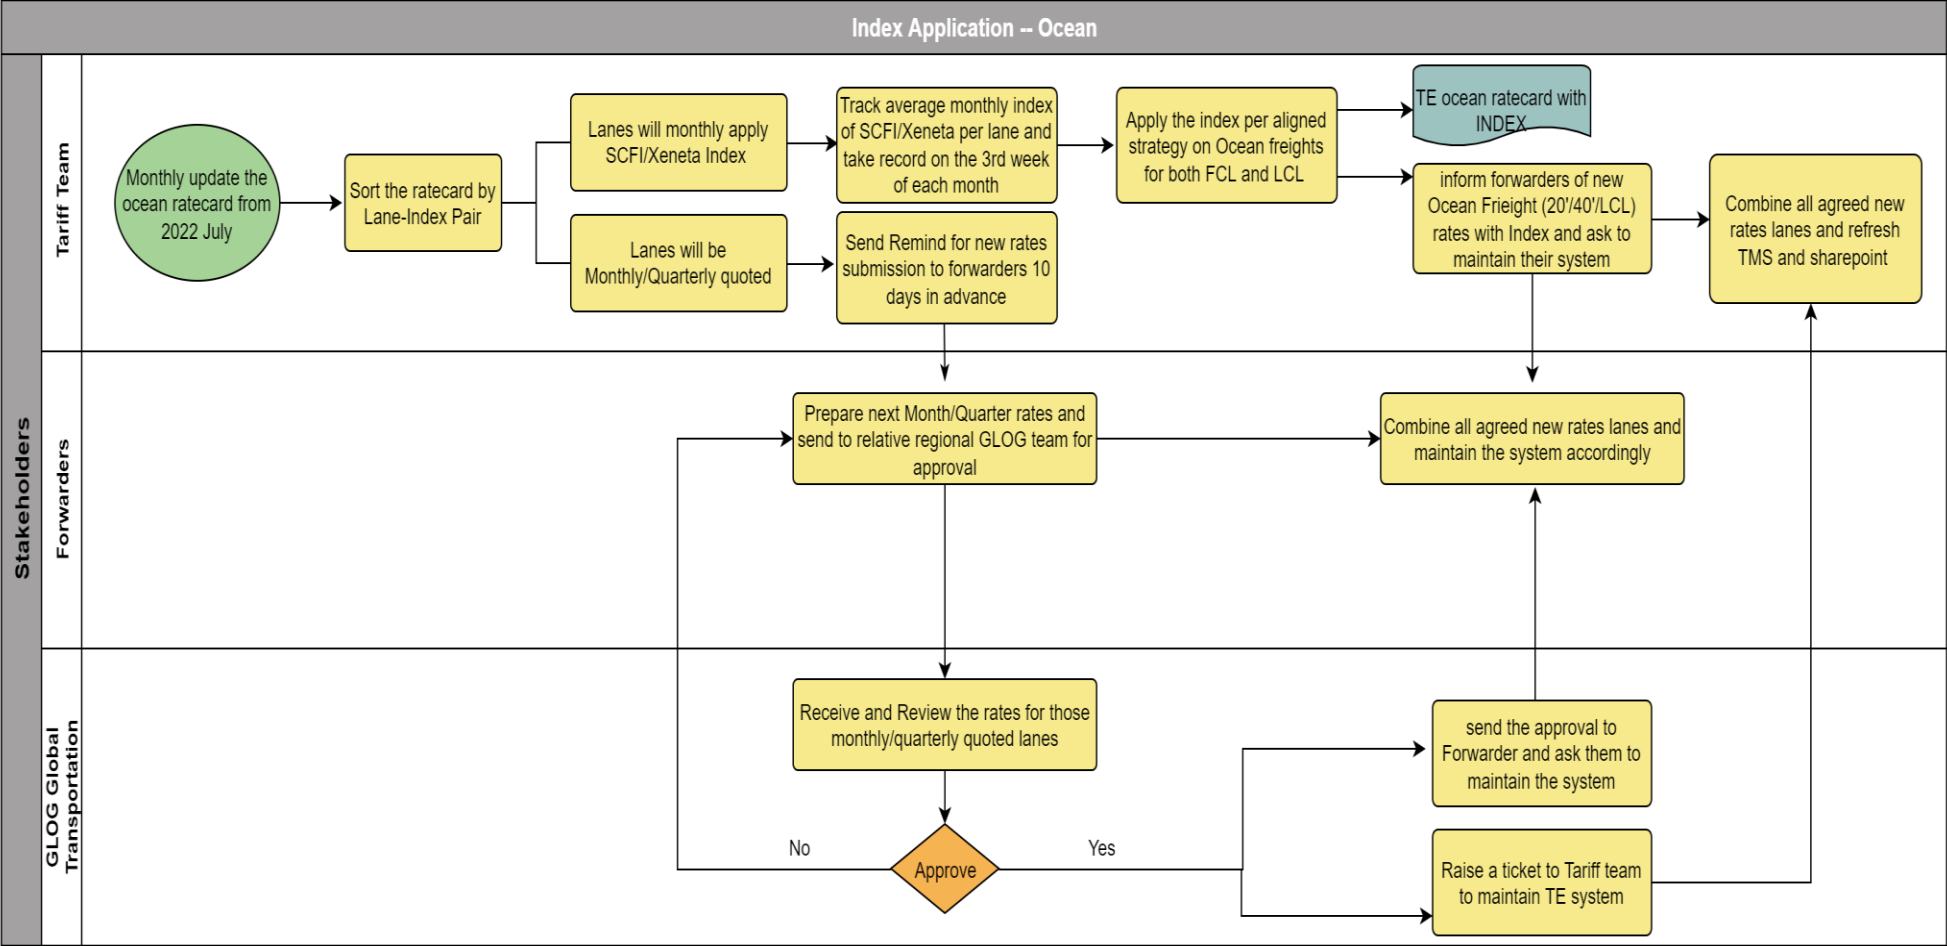 Index Application -- Ocean
Stakeholders
Tariff Team
Monthly update the
ocean ratecard from
2022 July
Sort the ratecard by
Lane-Index Pair
Lanes will monthly apply
SCFI/Xeneta Index
Lanes will be
Monthly/Quarterly quoted
Track average monthly index
of SCFI/Xeneta per lane and
take record on the 3rd week
of each month
Send Remind for new rates
submission to forwarders 10
days in advance
Apply the index per aligned
strategy on Ocean freights
for both FCL and LCL
TE ocean ratecard with
INDEX
inform forwarders of new
Ocean Frieight (20'/40'/LCL)
rates with Index and ask to
maintain their system
Combine all agreed new
rates lanes and refresh
TMS and sharepoint
Forwarders
Prepare next Month/Quarter rates and
send to relative regional GLOG team for
approval
Combine all agreed new rates lanes and
maintain the system accordingly
GLOG Global
Transportation
Receive and Review the rates for those
monthly/quarterly quoted lanes
Approve
No
Yes
send the approval to
Forwarder and ask them to
maintain the system
Raise a ticket to Tariff team
to maintain TE system